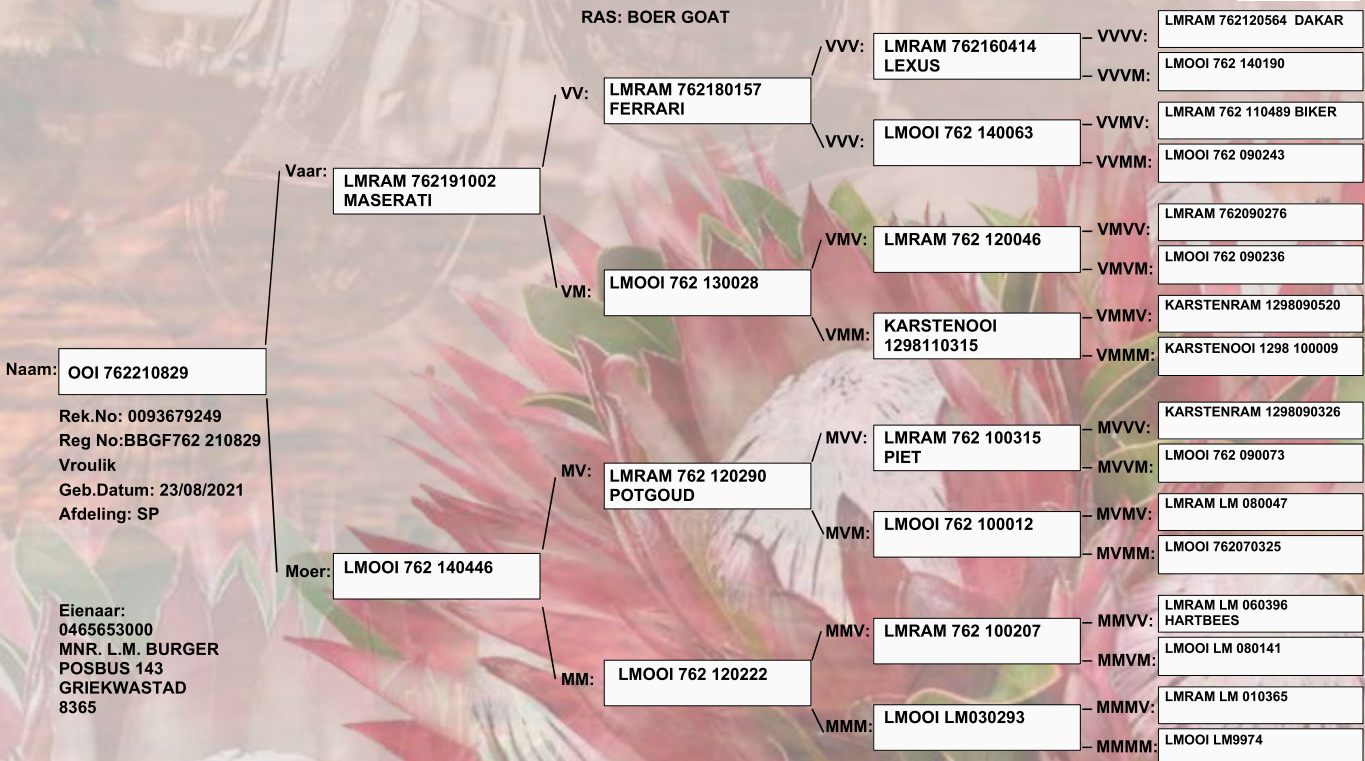 RAS: BOER GOAT
Naam: OOI 762210829
Rek.No: 0093679249
Reg No:BBGF762 210829
Vroulik
Geb.Datum: 23/08/2021
Afdeling: SP
Eienaar:
0465653000
MNR. L.M. BURGER
POSBUS 143
GRIEKWASTAD
8365
Vaar: LMRAM 762191002
MASERATI
Moer: LMOOI 762 140446
VV: LMRAM 762180157
FERRARI
VM: LMOOI 762 130028
MV: LMRAM 762 120290
POTGOUD
MM: LMOOI 762 120222
VVV: LMRAM 762160414
LEXUS
VVV: LMOOI 762 140063
VMV: LMRAM 762 120046
VMM: KARSTENOOI
1298110315
MVV: LMRAM 762 100315
PIET
MVM: LMOOI 762 100012
MMV: LMRAM 762 100207
MMM: LMOOI LM030293
VVVV: LMRAM 762120564 DAKAR
VVVM: LMOOI 762 140190
VVMV: LMRAM 762 110489 BIKER
VVMM: LMOOI 762 090243
VMVV: LMRAM 762090276
VMVM: LMOOI 762 090236
VMMV: KARSTENRAM 1298090520
VMMM: KARSTENOOI 1298 100009
MVVV: KARSTENRAM 1298090326
MVVM: LMOOI 762 090073
MVMV: LMRAM LM 080047
MVMM: LMOOI 762070325
MMVV: LMRAM LM 060396
HARTBEES
MMVM: LMOOI LM 080141
MMMV: LMRAM LM 010365
MMMM: LMOOI LM9974